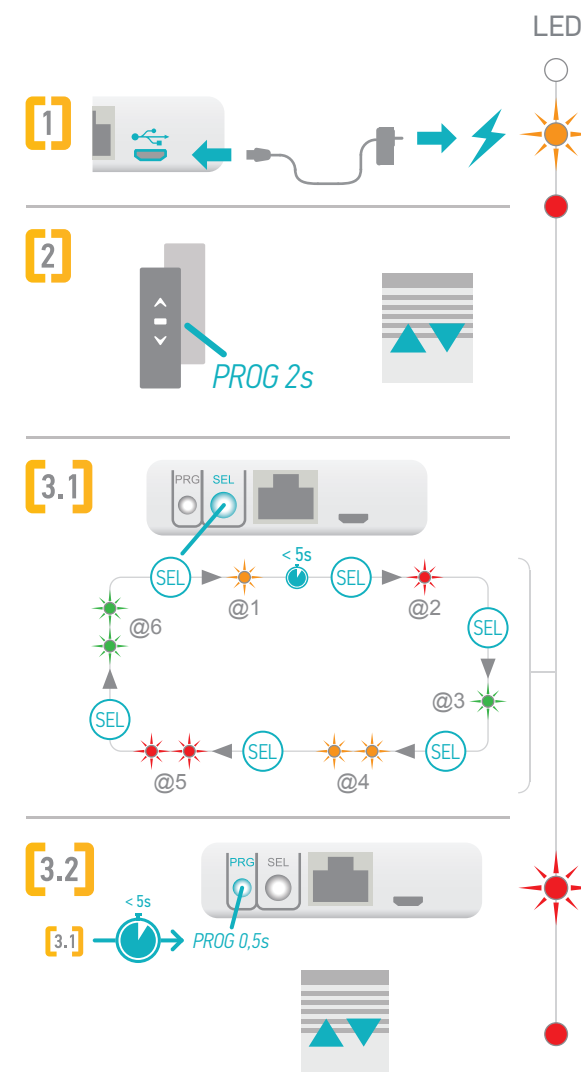 LED
[1]
[2]
PROG 2s
[3.1]
PRG SEL
< 5s
SEL @1 SEL @2
@6 SEL
@3
SEL SEL SEL
@5 @4
[3.2]
PRG SEL
< 5s
[3.1] PROG 0,5s